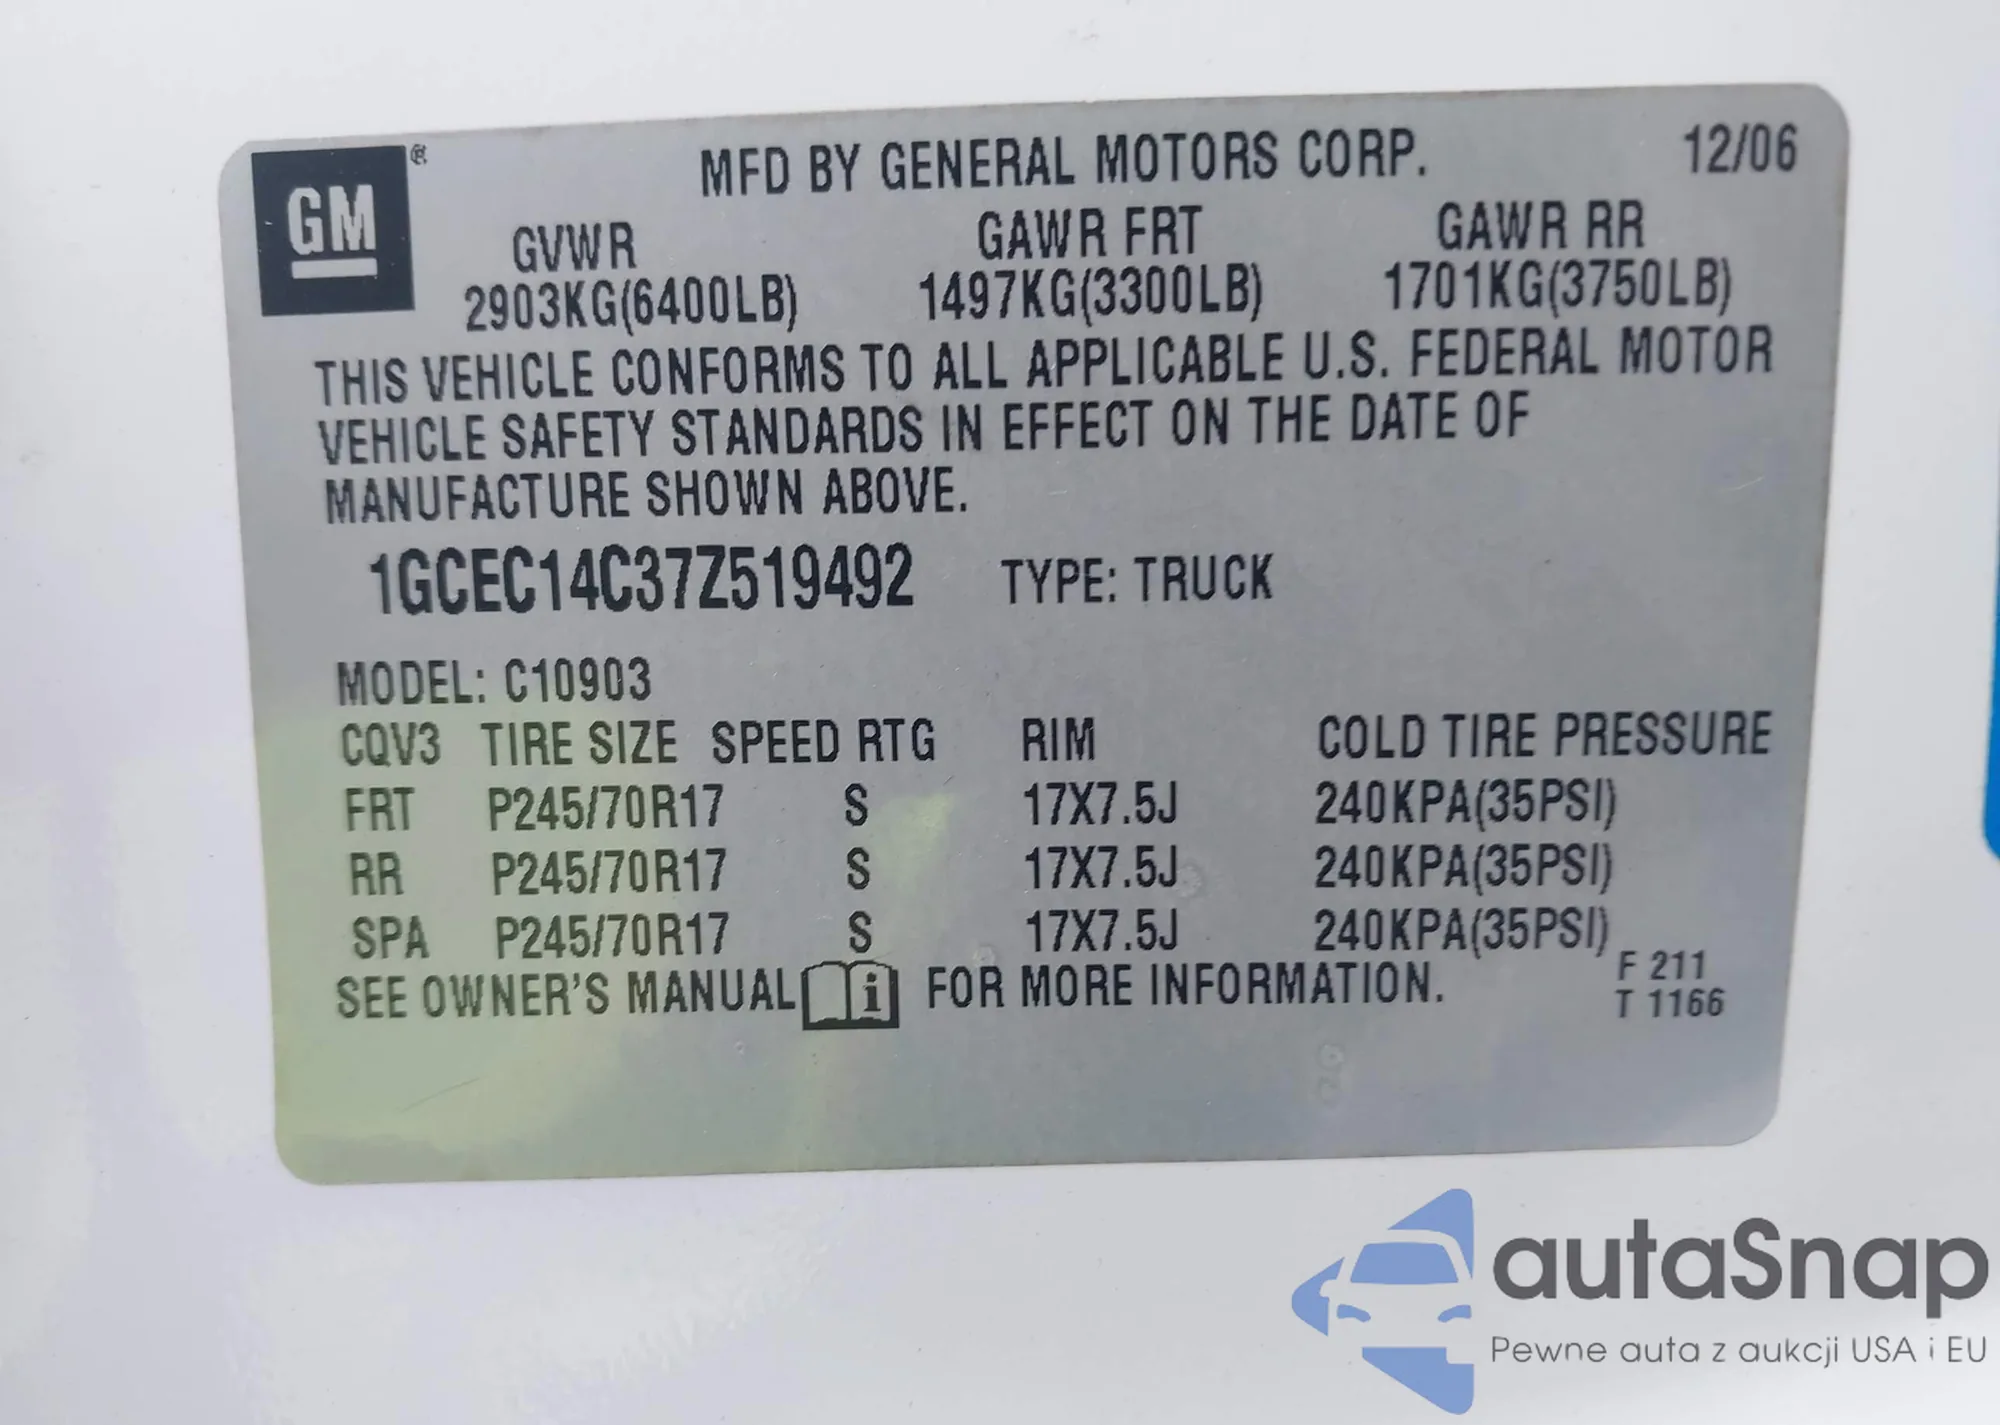 GM®
MFD BY GENERAL MOTORS CORP. 12/06
GVWR GAWR FRT GAWR RR
2903KG(6400LB) 1497KG(3300LB) 1701KG(3750LB)
THIS VEHICLE CONFORMS TO ALL APPLICABLE U.S. FEDERAL MOTOR
VEHICLE SAFETY STANDARDS IN EFFECT ON THE DATE OF
MANUFACTURE SHOWN ABOVE.
1GCEC14C37Z519492 TYPE: TRUCK
MODEL: C10903
CQV3 TIRE SIZE SPEED RTG RIM COLD TIRE PRESSURE
FRT P245/70R17 S 17X7.5J 240KPA(35PSI)
RR P245/70R17 S 17X7.5J 240KPA(35PSI)
SPA P245/70R17 S 17X7.5J 240KPA(35PSI)
SEE OWNER'S MANUAL i FOR MORE INFORMATION.
F 211
T 1166
autaSnap
Pewne auta z aukcji USA i EU